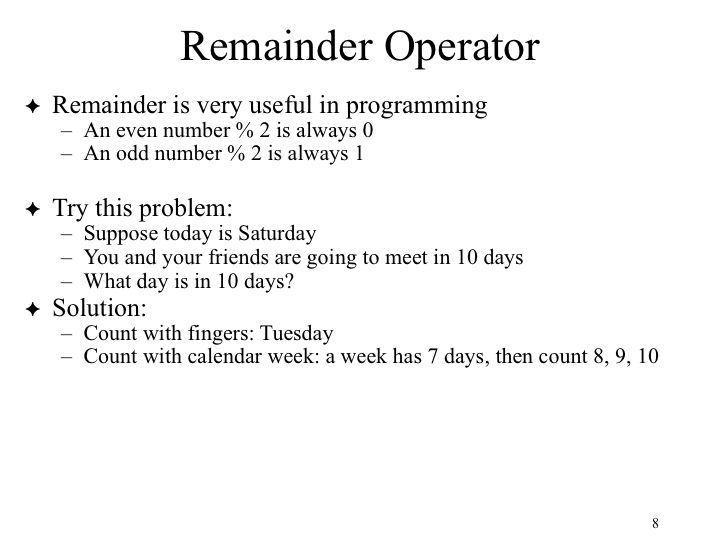 Remainder Operator
✦ Remainder is very useful in programming
– An even number % 2 is always 0
– An odd number % 2 is always 1
✦ Try this problem:
– Suppose today is Saturday
– You and your friends are going to meet in 10 days
– What day is in 10 days?
✦ Solution:
– Count with fingers: Tuesday
– Count with calendar week: a week has 7 days, then count 8, 9, 10
8